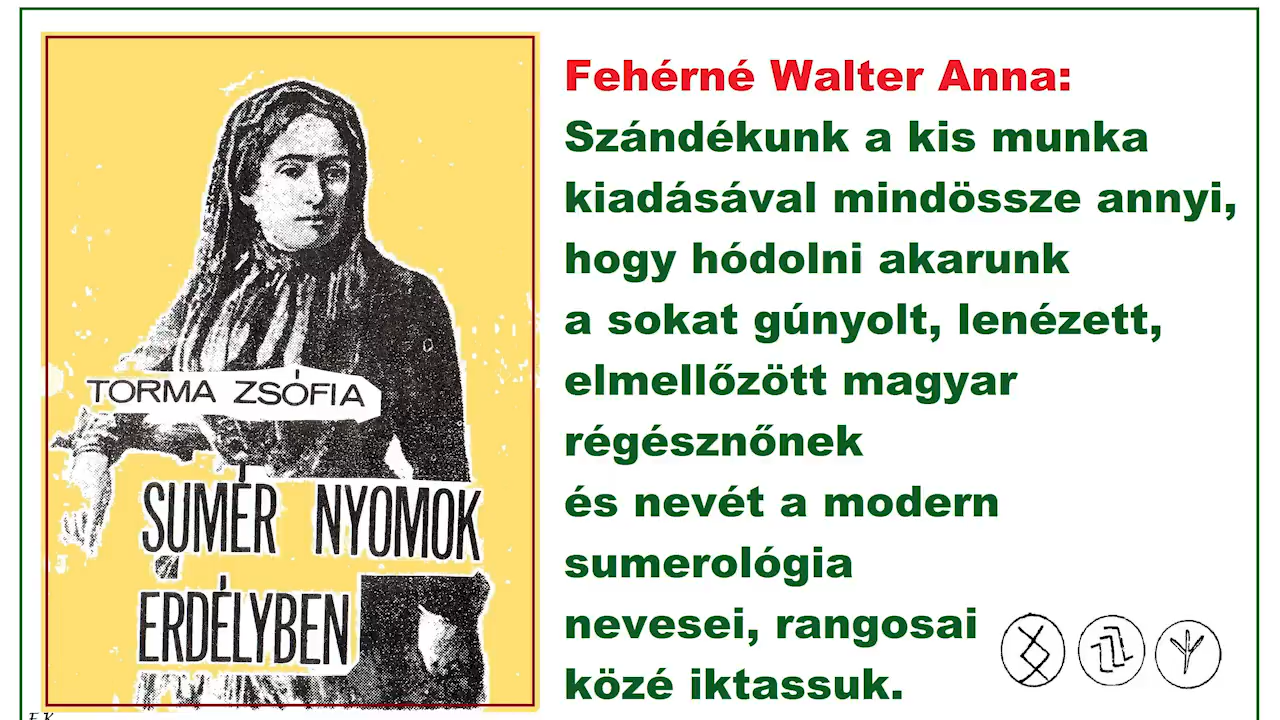 TORMA ZSÓFIA
SUMÉR NYOMOK
ERDÉLYBEN
Fehérné Walter Anna:
Szándékunk a kis munka
kiadásával mindössze annyi,
hogy hódolni akarunk
a sokat gúnyolt, lenézett,
elmellőzött magyar
régésznőnek
és nevét a modern
sumerológia
nevesei, rangosai
közé iktassuk.